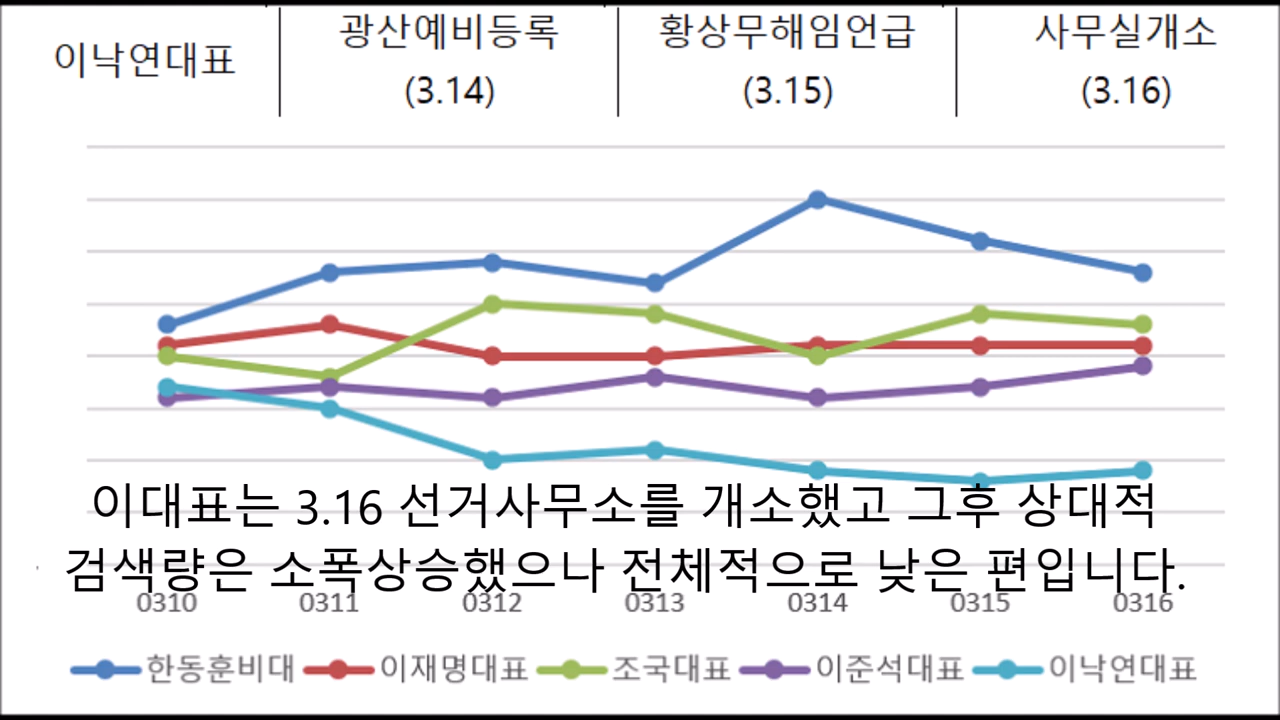 이낙연대표
광산예비등록
(3.14)
황상무해임언급
(3.15)
사무실개소
(3.16)
이대표는 3.16 선거사무소를 개소했고 그후 상대적
검색량은 소폭상승했으나 전체적으로 낮은 편입니다.
0310 0311 0312 0313 0314 0315 0316
한동훈비대 이재명대표 조국대표 이준석대표 이낙연대표